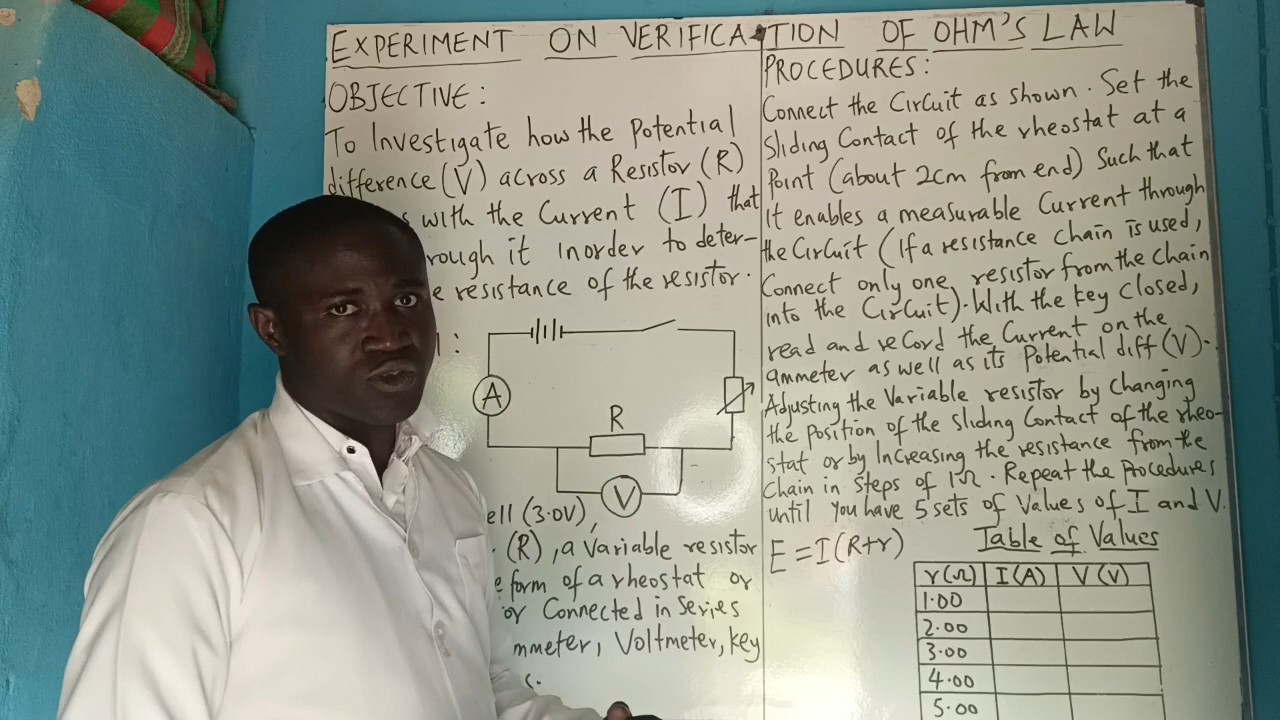 EXPERIMENT ON VERIFICATION OF OHM'S LAW
OBJECTIVE:
To Investigate how the Potential
difference (V) across a Resistor (R)
with the Current (I) that
rough it inorder to deter-
e resistance of the resistor.
:
A
R
V
ell (3.0V),
(R), a Variable resistor
e form of a rheostat or
or Connected in Series
mmeter, Voltmeter, key
s.
PROCEDURES:
Connect the Circuit as shown. Set the
Sliding Contact of the rheostat at a
Point (about 2cm from end) Such that
it enables a measurable Current through
the Circuit (If a resistance chain is used,
Connect only one resistor from the chain
into the Circuit). With the key closed,
read and record the Current on the
ammeter as well as its Potential diff (V).
Adjusting the Variable resistor by Changing
the position of the Sliding Contact of the rheo-
stat or by Increasing the resistance from the
Chain in steps of 1Ω. Repeat the Procedures
until you have 5 sets of Values of I and V.
E = I(R+r)
Table of Values
r(Ω) I(A) V(V)
1.00
2.00
3.00
4.00
5.00